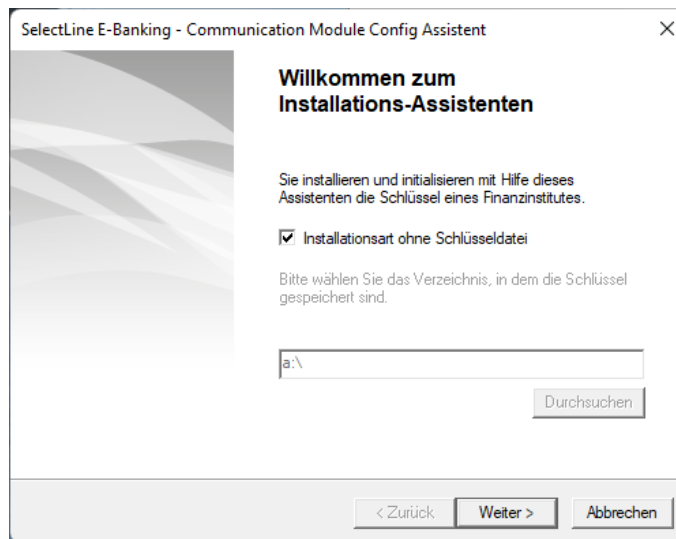 SelectLine E-Banking - Communication Module Config Assistent
Willkommen zum
Installations-Assistenten
Sie installieren und initialisieren mit Hilfe dieses
Assistenten die Schlüssel eines Finanzinstitutes.
Installationsart ohne Schlüsseldatei
Bitte wählen Sie das Verzeichnis, in dem die Schlüssel
gespeichert sind.
a:\
Durchsuchen
< Zurück
Weiter >
Abbrechen